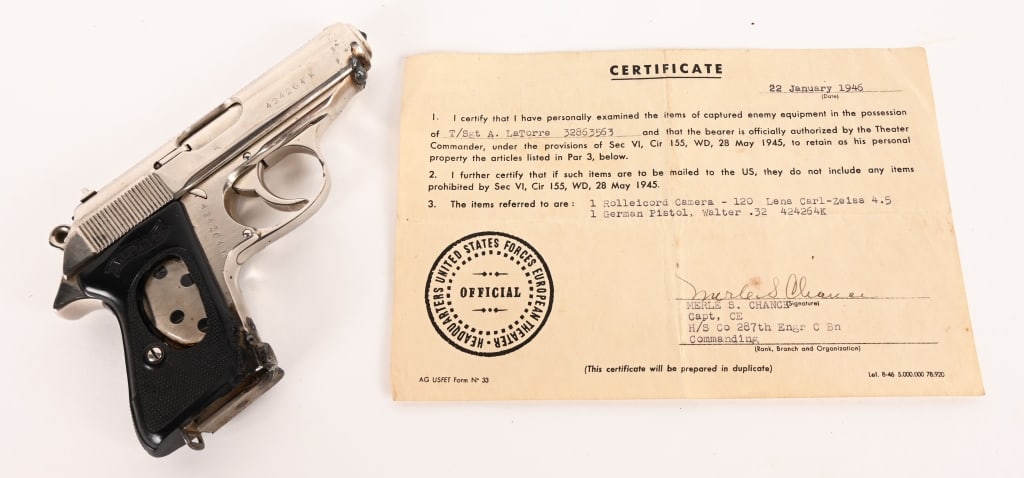 424264K
424264
CERTIFICATE
22 January 1946
(Date)
1. I certify that I have personally examined the items of captured enemy equipment in the possession
of T/Sgt A. LaTorre 32863563 and that the bearer is officially authorized by the Theater
Commander, under the provisions of Sec VI, Cir 155, WD, 28 May 1945, to retain as his personal
property the articles listed in Par 3, below.
2. I further certify that if such items are to be mailed to the US, they do not include any items
prohibited by Sec VI, Cir 155, WD, 28 May 1945.
3. The items referred to are: 1 Rolleicord Camera - 120 Lens Carl-Zeiss 4.5
1 German Pistol, Walter .32 424264K
HEADQUARTERS UNITED STATES FORCES EUROPEAN THEATER
OFFICIAL
Merle S Chance
MERLE S. CHANCE (Signature)
Capt, CE
H/S Co 287th Engr C Bn
Commanding
(Rank, Branch and Organization)
(This certificate will be prepared in duplicate)
AG USFET Form N° 33
Lel. 8-46 5.000.000 78.920